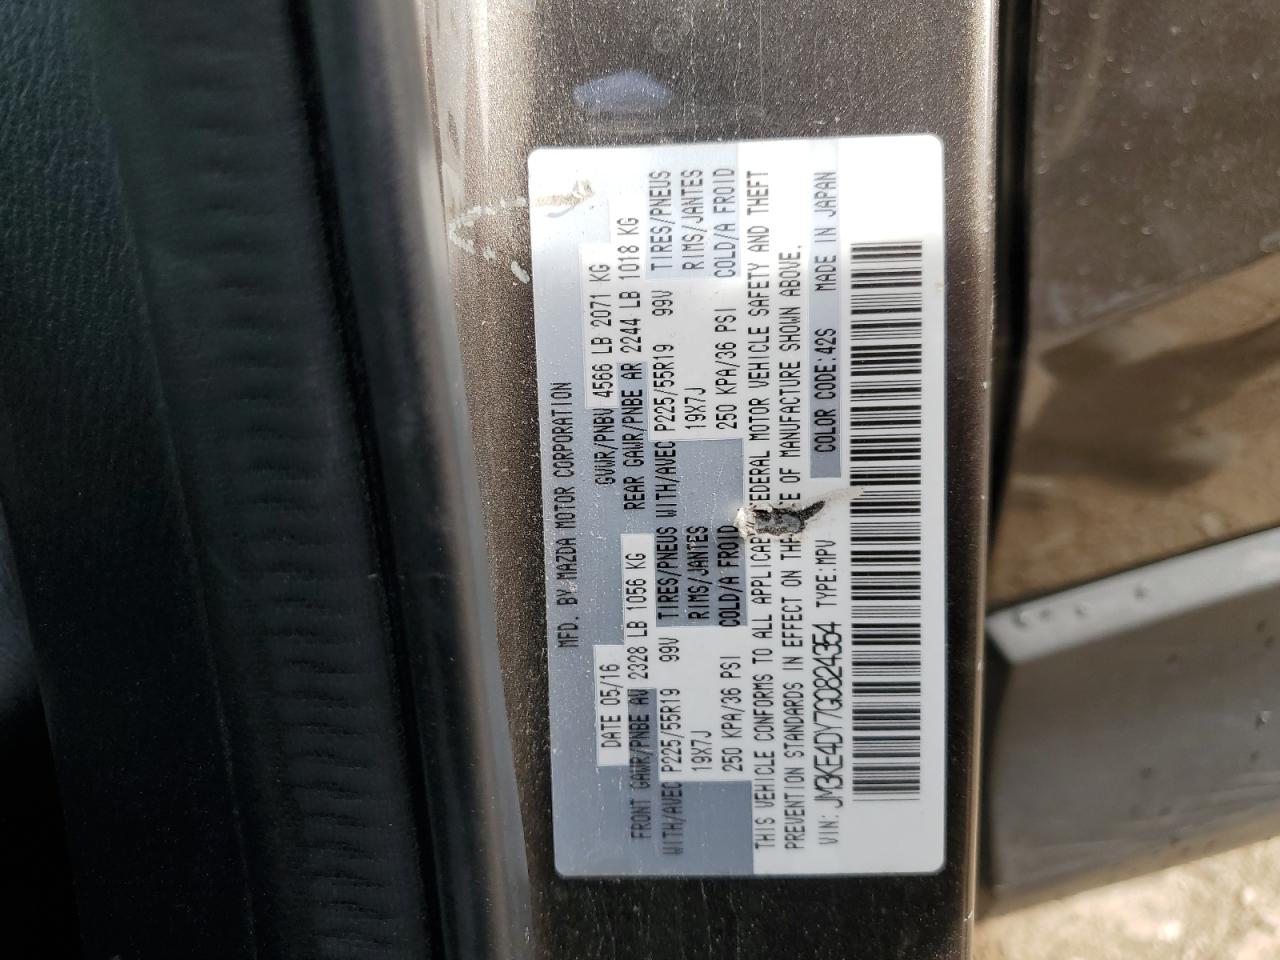 MFD. BY MAZDA MOTOR CORPORATION
DATE 05/16 GVWR/PNBV 4566 LB 2071 KG
FRONT GAWR/PNBE AV 2328 LB 1056 KG REAR GAWR/PNBE AR 2244 LB 1018 KG
WITH/AVEC P225/55R19 99V TIRES/PNEUS WITH/AVEC P225/55R19 99V TIRES/PNEUS
19X7J RIMS/JANTES 19X7J RIMS/JANTES
250 KPA/36 PSI COLD/A FROID 250 KPA/36 PSI COLD/A FROID
THIS VEHICLE CONFORMS TO ALL FEDERAL MOTOR VEHICLE SAFETY AND THEFT
PREVENTION STANDARDS IN EFFECT ON OF MANUFACTURE SHOWN ABOVE.
VIN: JM3KE4DY7G0824354 TYPE:MPV COLOR CODE:42S MADE IN JAPAN